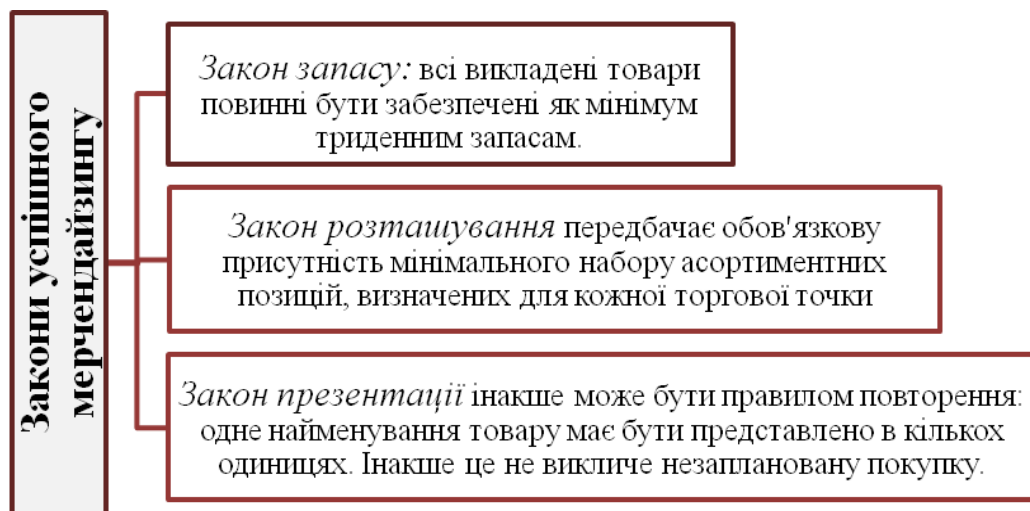 Закони успішного
мерчендайзингу
Закон запасу: всі викладені товари
повинні бути забезпечені як мінімум
триденним запасам.
Закон розташування передбачає обов'язкову
присутність мінімального набору асортиментних
позицій, визначених для кожної торгової точки
Закон презентації інакше може бути правилом повторення:
одне найменування товару має бути представлено в кількох
одиницях. Інакше це не викличе незаплановану покупку.